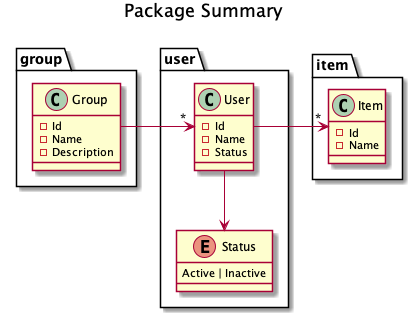 Package Summary
group
C Group
Id
Name
Description
*
user
C User
Id
Name
Status
*
item
C Item
Id
Name
E Status
Active | Inactive